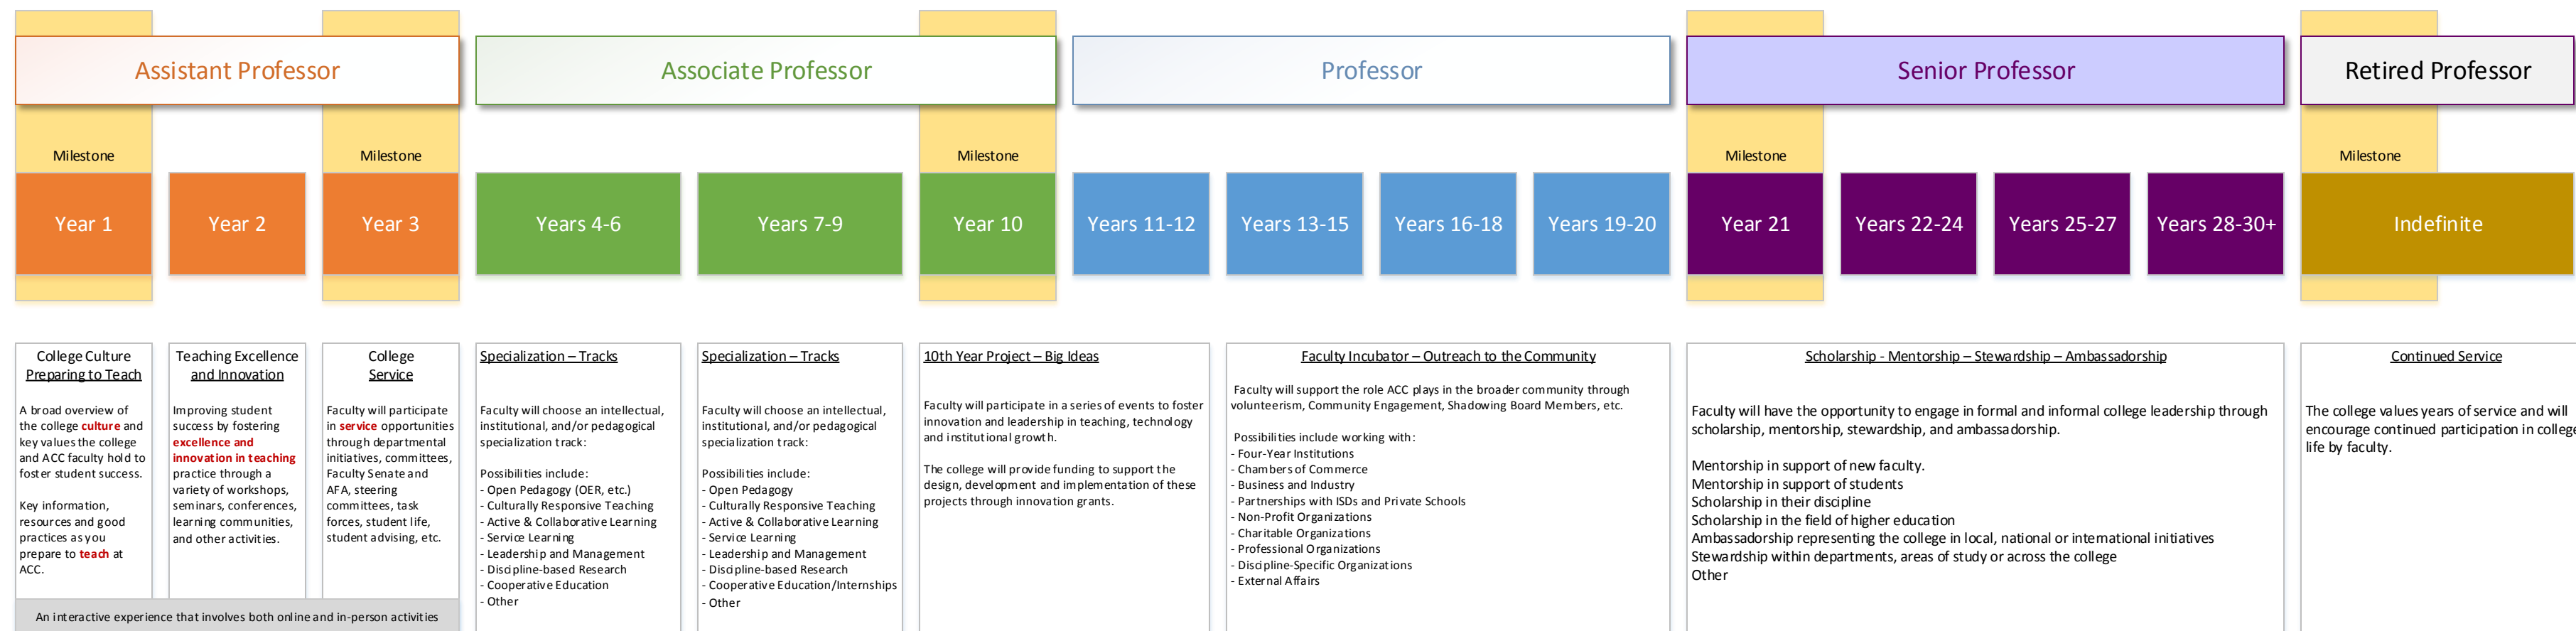 Assistant Professor
Associate Professor
Professor
Senior Professor
Retired Professor
Milestone
Milestone
Milestone
Milestone
Milestone
Year 1
Year 2
Year 3
Years 4-6
Years 7-9
Year 10
Years 11-12
Years 13-15
Years 16-18
Years 19-20
Year 21
Years 22-24
Years 25-27
Years 28-30+
Indefinite
College Culture
Preparing to Teach
A broad overview of
the college culture and
key values the college
and ACC faculty hold to
foster student success.
Key information,
resources and good
practices as you
prepare to teach at
ACC.
Teaching Excellence
and Innovation
Improving student
success by fostering
excellence and
innovation in teaching
practice through a
variety of workshops,
seminars, conferences,
learning communities,
and other activities.
College
Service
Faculty will participate
in service opportunities
through departmental
initiatives, committees,
Faculty Senate and
AFA, steering
committees, task
forces, student life,
student advising, etc.
An interactive experience that involves both online and in-person activities
Specialization – Tracks
Faculty will choose an intellectual,
institutional, and/or pedagogical
specialization track:
Possibilities include:
- Open Pedagogy (OER, etc.)
- Culturally Responsive Teaching
- Active & Collaborative Learning
- Service Learning
- Leadership and Management
- Discipline-based Research
- Cooperative Education
- Other
Specialization – Tracks
Faculty will choose an intellectual,
institutional, and/or pedagogical
specialization track:
Possibilities include:
- Open Pedagogy
- Culturally Responsive Teaching
- Active & Collaborative Learning
- Service Learning
- Leadership and Management
- Discipline-based Research
- Cooperative Education/Internships
- Other
10th Year Project – Big Ideas
Faculty will participate in a series of events to foster
innovation and leadership in teaching, technology
and institutional growth.
The college will provide funding to support the
design, development and implementation of these
projects through innovation grants.
Faculty Incubator – Outreach to the Community
Faculty will support the role ACC plays in the broader community through
volunteerism, Community Engagement, Shadowing Board Members, etc.
Possibilities include working with:
- Four-Year Institutions
- Chambers of Commerce
- Business and Industry
- Partnerships with ISDs and Private Schools
- Non-Profit Organizations
- Charitable Organizations
- Professional Organizations
- Discipline-Specific Organizations
- External Affairs
Scholarship - Mentorship – Stewardship – Ambassadorship
Faculty will have the opportunity to engage in formal and informal college leadership through
scholarship, mentorship, stewardship, and ambassadorship.
Mentorship in support of new faculty.
Mentorship in support of students
Scholarship in their discipline
Scholarship in the field of higher education
Ambassadorship representing the college in local, national or international initiatives
Stewardship within departments, areas of study or across the college
Other
Continued Service
The college values years of service and will
encourage continued participation in college
life by faculty.